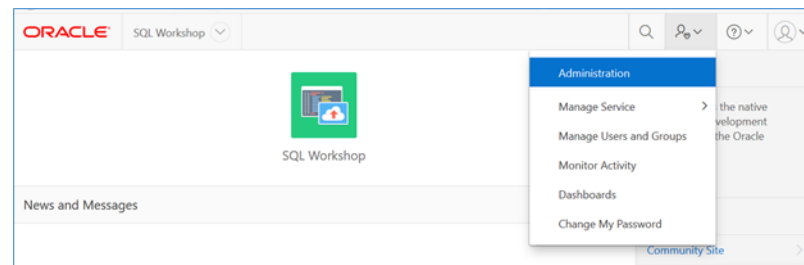 ORACLE
SQL Workshop
Administration
Manage Service
the native
Manage Users and Groups
velopment
the Oracle
SQL Workshop
Monitor Activity
Dashboards
News and Messages
Change My Password
Community Site